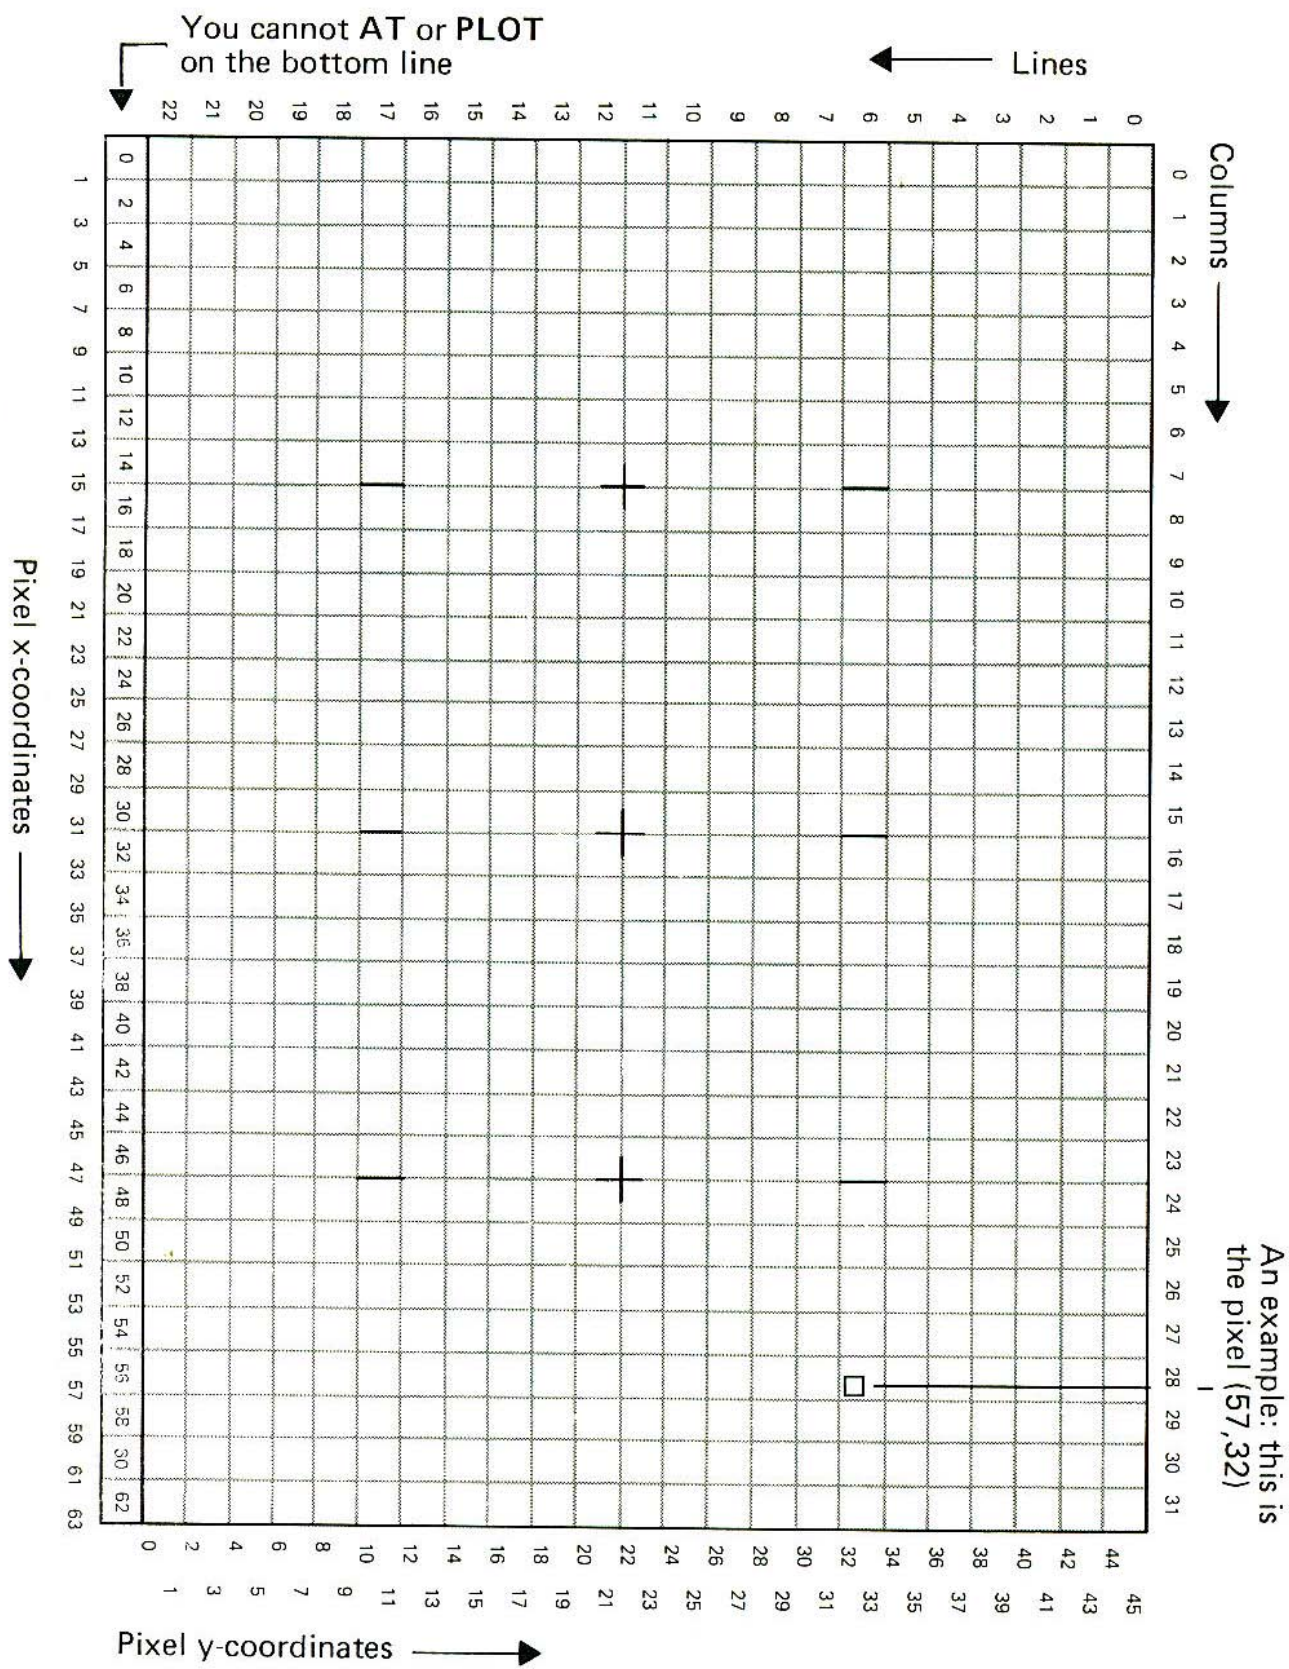 You cannot AT or PLOT
on the bottom line
Lines
22 21 20 19 18 17 16 15 14 13 12 11 10 9 8 7 6 5 4 3 2 1 0
Columns
0 1 2 3 4 5 6 7 8 9 10 11 12 13 14 15 16 17 18 19 20 21 22 23 24 25 26 27 28 29 30 31
0 2 4 6 8 10 12 14 16 18 20 22 24 26 28 30 32 34 36 38 40 42 44 46 48 50 52 54 56 58 60 62
1 3 5 7 9 11 13 15 17 19 21 23 25 27 29 31 33 35 37 39 41 43 45 47 49 51 53 55 57 59 61 63
Pixel x-coordinates
An example: this is
the pixel (57,32)
0 2 4 6 8 10 12 14 16 18 20 22 24 26 28 30 32 34 36 38 40 42 44
1 3 5 7 9 11 13 15 17 19 21 23 25 27 29 31 33 35 37 39 41 43 45
Pixel y-coordinates